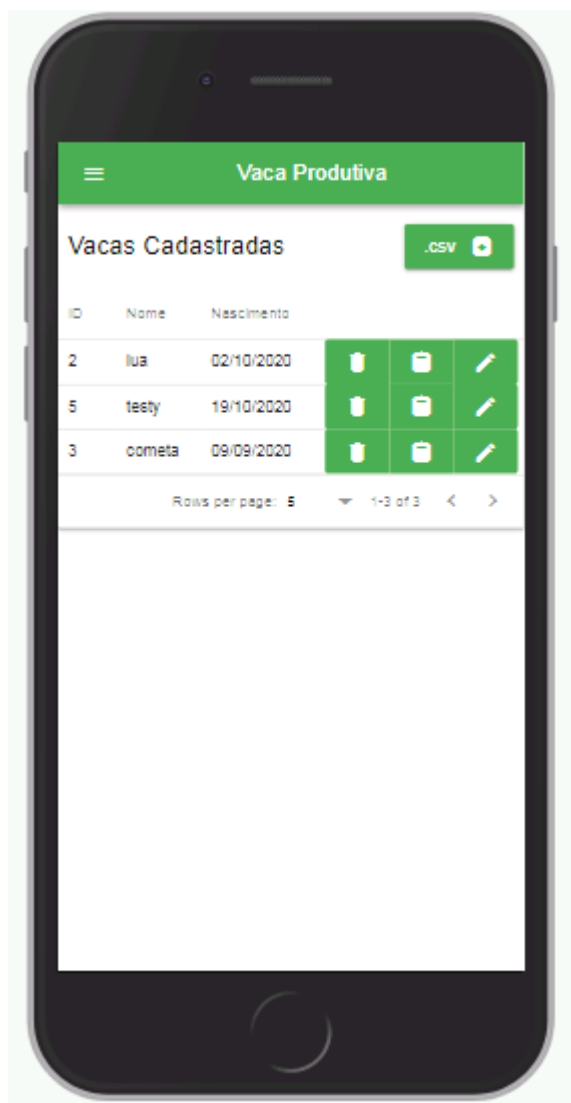 Vaca Produtiva
Vacas Cadastradas .csv
ID Nome Nascimento
2 lua 02/10/2020
5 testy 19/10/2020
3 cometa 09/09/2020
Rows per page: 5 1-3 of 3